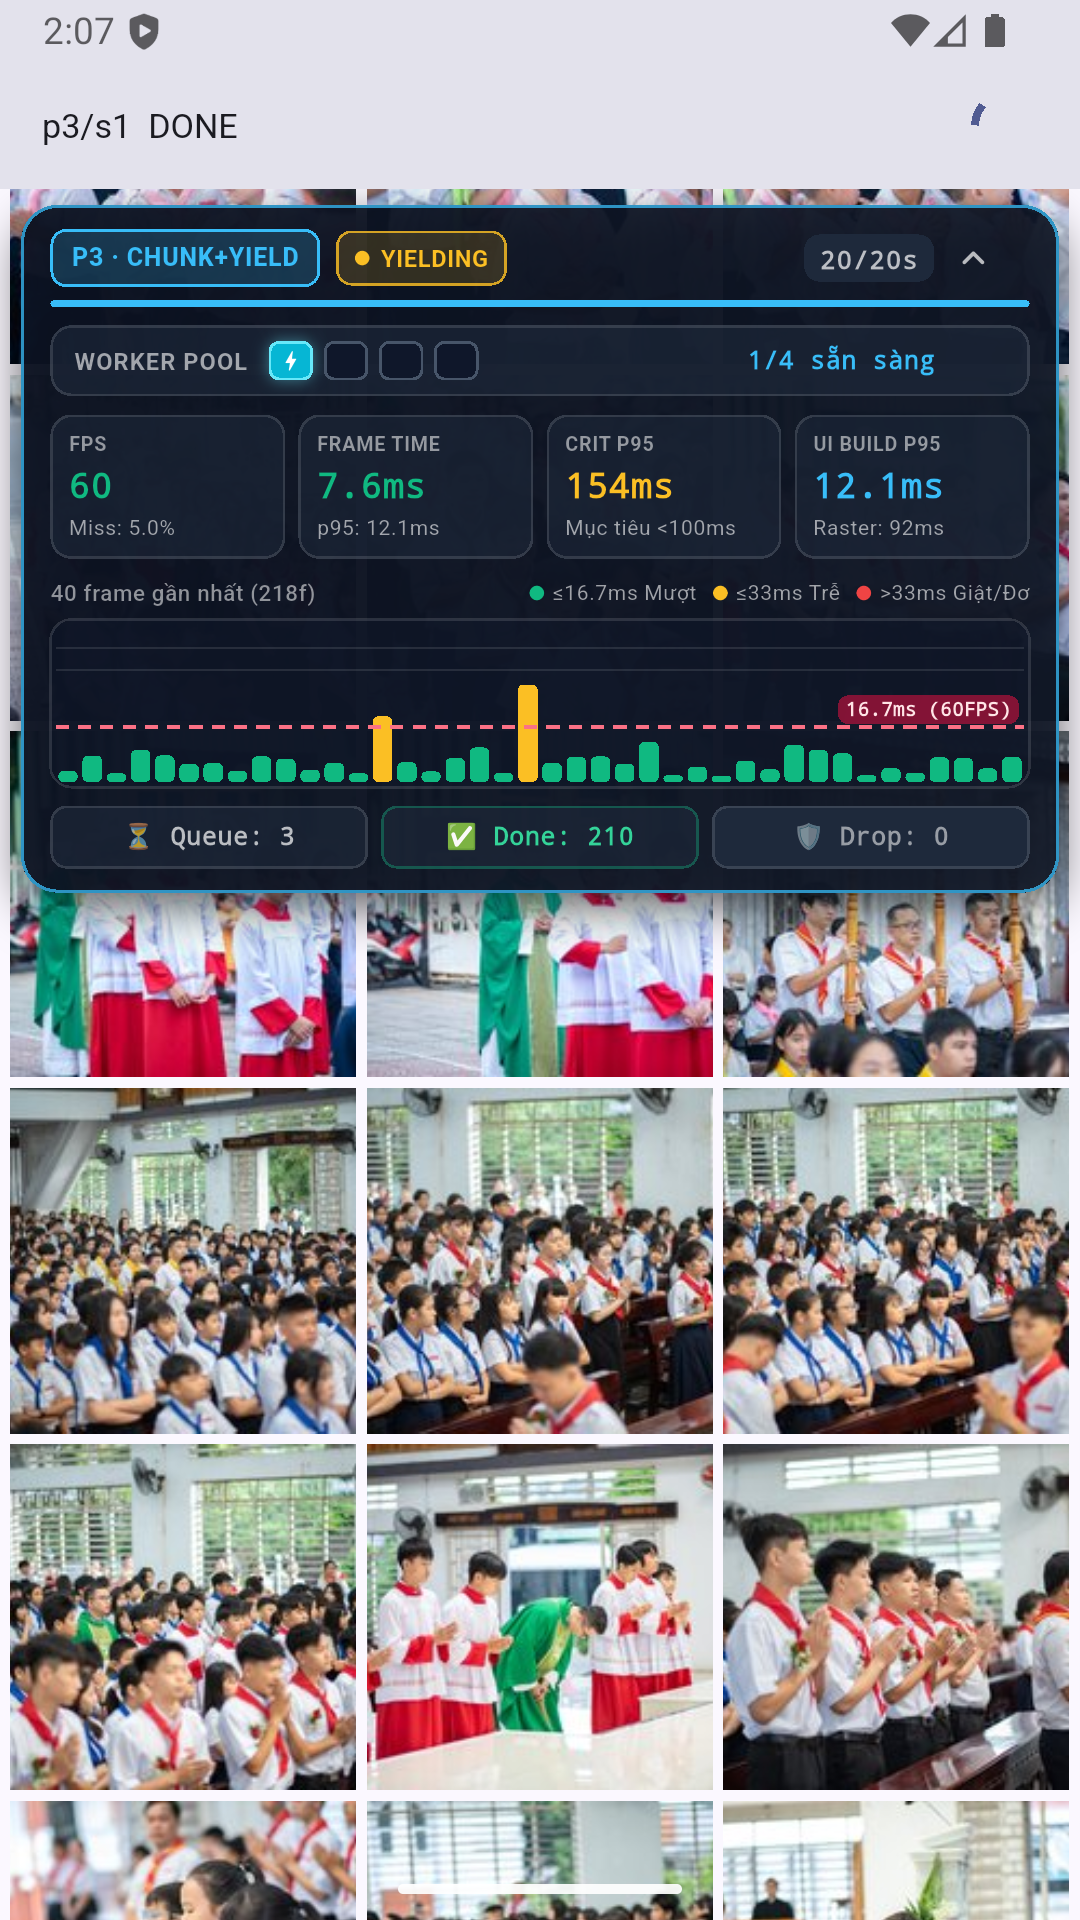 2:07
p3/s1 DONE
P3 · CHUNK+YIELD
YIELDING
20/20s
WORKER POOL
1/4 sẵn sàng
FPS
60
Miss: 5.0%
FRAME TIME
7.6ms
p95: 12.1ms
CRIT P95
154ms
Mục tiêu <100ms
UI BUILD P95
12.1ms
Raster: 92ms
40 frame gần nhất (218f)
≤16.7ms Mượt
≤33ms Trễ
>33ms Giật/Đơ
16.7ms (60FPS)
⏳ Queue: 3
✅ Done: 210
🛡️ Drop: 0